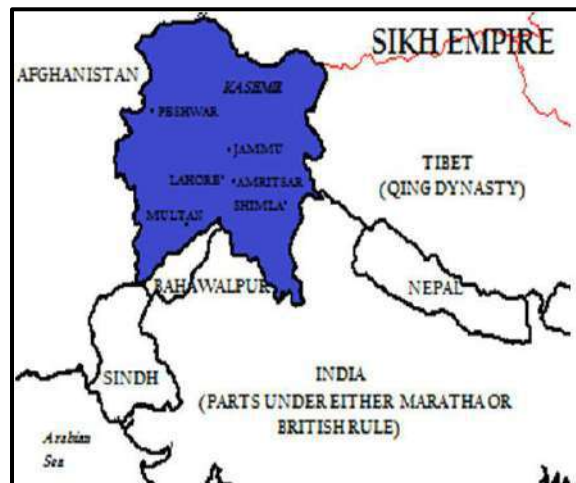 SIKH EMPIRE
AFGHANISTAN
KASHMIR
PESHWAR
JAMMU
TIBET
(QING DYNASTY)
LAHORE
AMRITSAR
SHIMLA
MULTAN
BAHAWALPUR
NEPAL
SINDH
INDIA
(PARTS UNDER EITHER MARATHA OR
BRITISH RULE)
Arabian
Sea